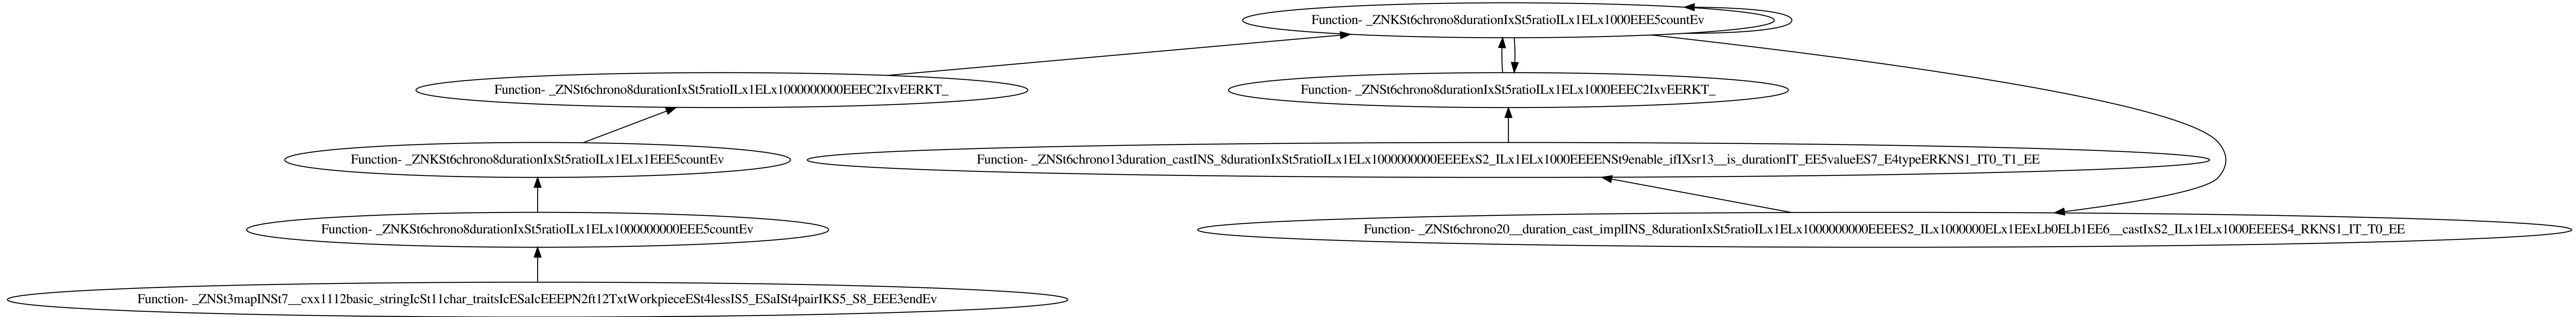 Function- _ZNKSt6chrono8durationIxSt5ratioILx1ELx1000EEE5countEv
Function- _ZNSt6chrono8durationIxSt5ratioILx1ELx1000000000EEEC2IxvEERKT_
Function- _ZNSt6chrono8durationIxSt5ratioILx1ELx1000EEEC2IxvEERKT_
Function- _ZNKSt6chrono8durationIxSt5ratioILx1ELx1EEE5countEv
Function- _ZNSt6chrono13duration_castINS_8durationIxSt5ratioILx1ELx1000000000EEEExS2_ILx1ELx1000EEEENSt9enable_ifIXsr13__is_durationIT_EE5valueES7_E4typeERKNS1_IT0_T1_EE
Function- _ZNKSt6chrono8durationIxSt5ratioILx1ELx1000000000EEE5countEv
Function- _ZNSt6chrono20__duration_cast_implINS_8durationIxSt5ratioILx1ELx1000000000EEEES2_ILx1000000ELx1EExLb0ELb1EE6__castIxS2_ILx1ELx1000EEEES4_RKNS1_IT_T0_EE
Function- _ZNSt3mapINSt7__cxx1112basic_stringIcSt11char_traitsIcESaIcEEEPN2ft12TxtWorkpieceESt4lessIS5_ESaISt4pairIKS5_S8_EEE3endEv